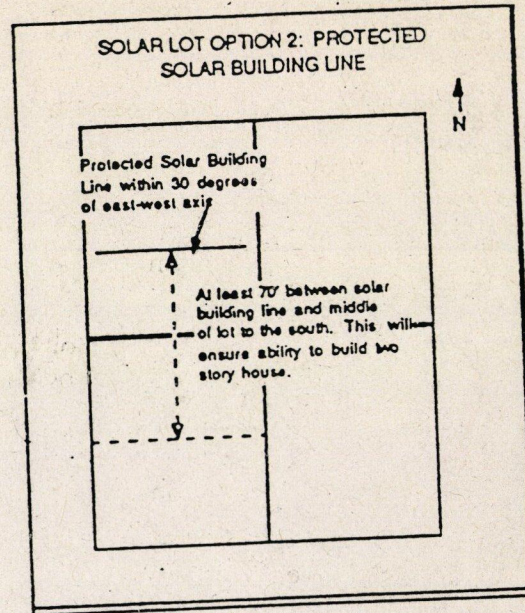 SOLAR LOT OPTION 2: PROTECTED
SOLAR BUILDING LINE
N
Protected Solar Building
Line within 30 degrees
of east-west axis
At least 70' between solar
building line and middle
of lot to the south. This will
ensure ability to build two
story house.